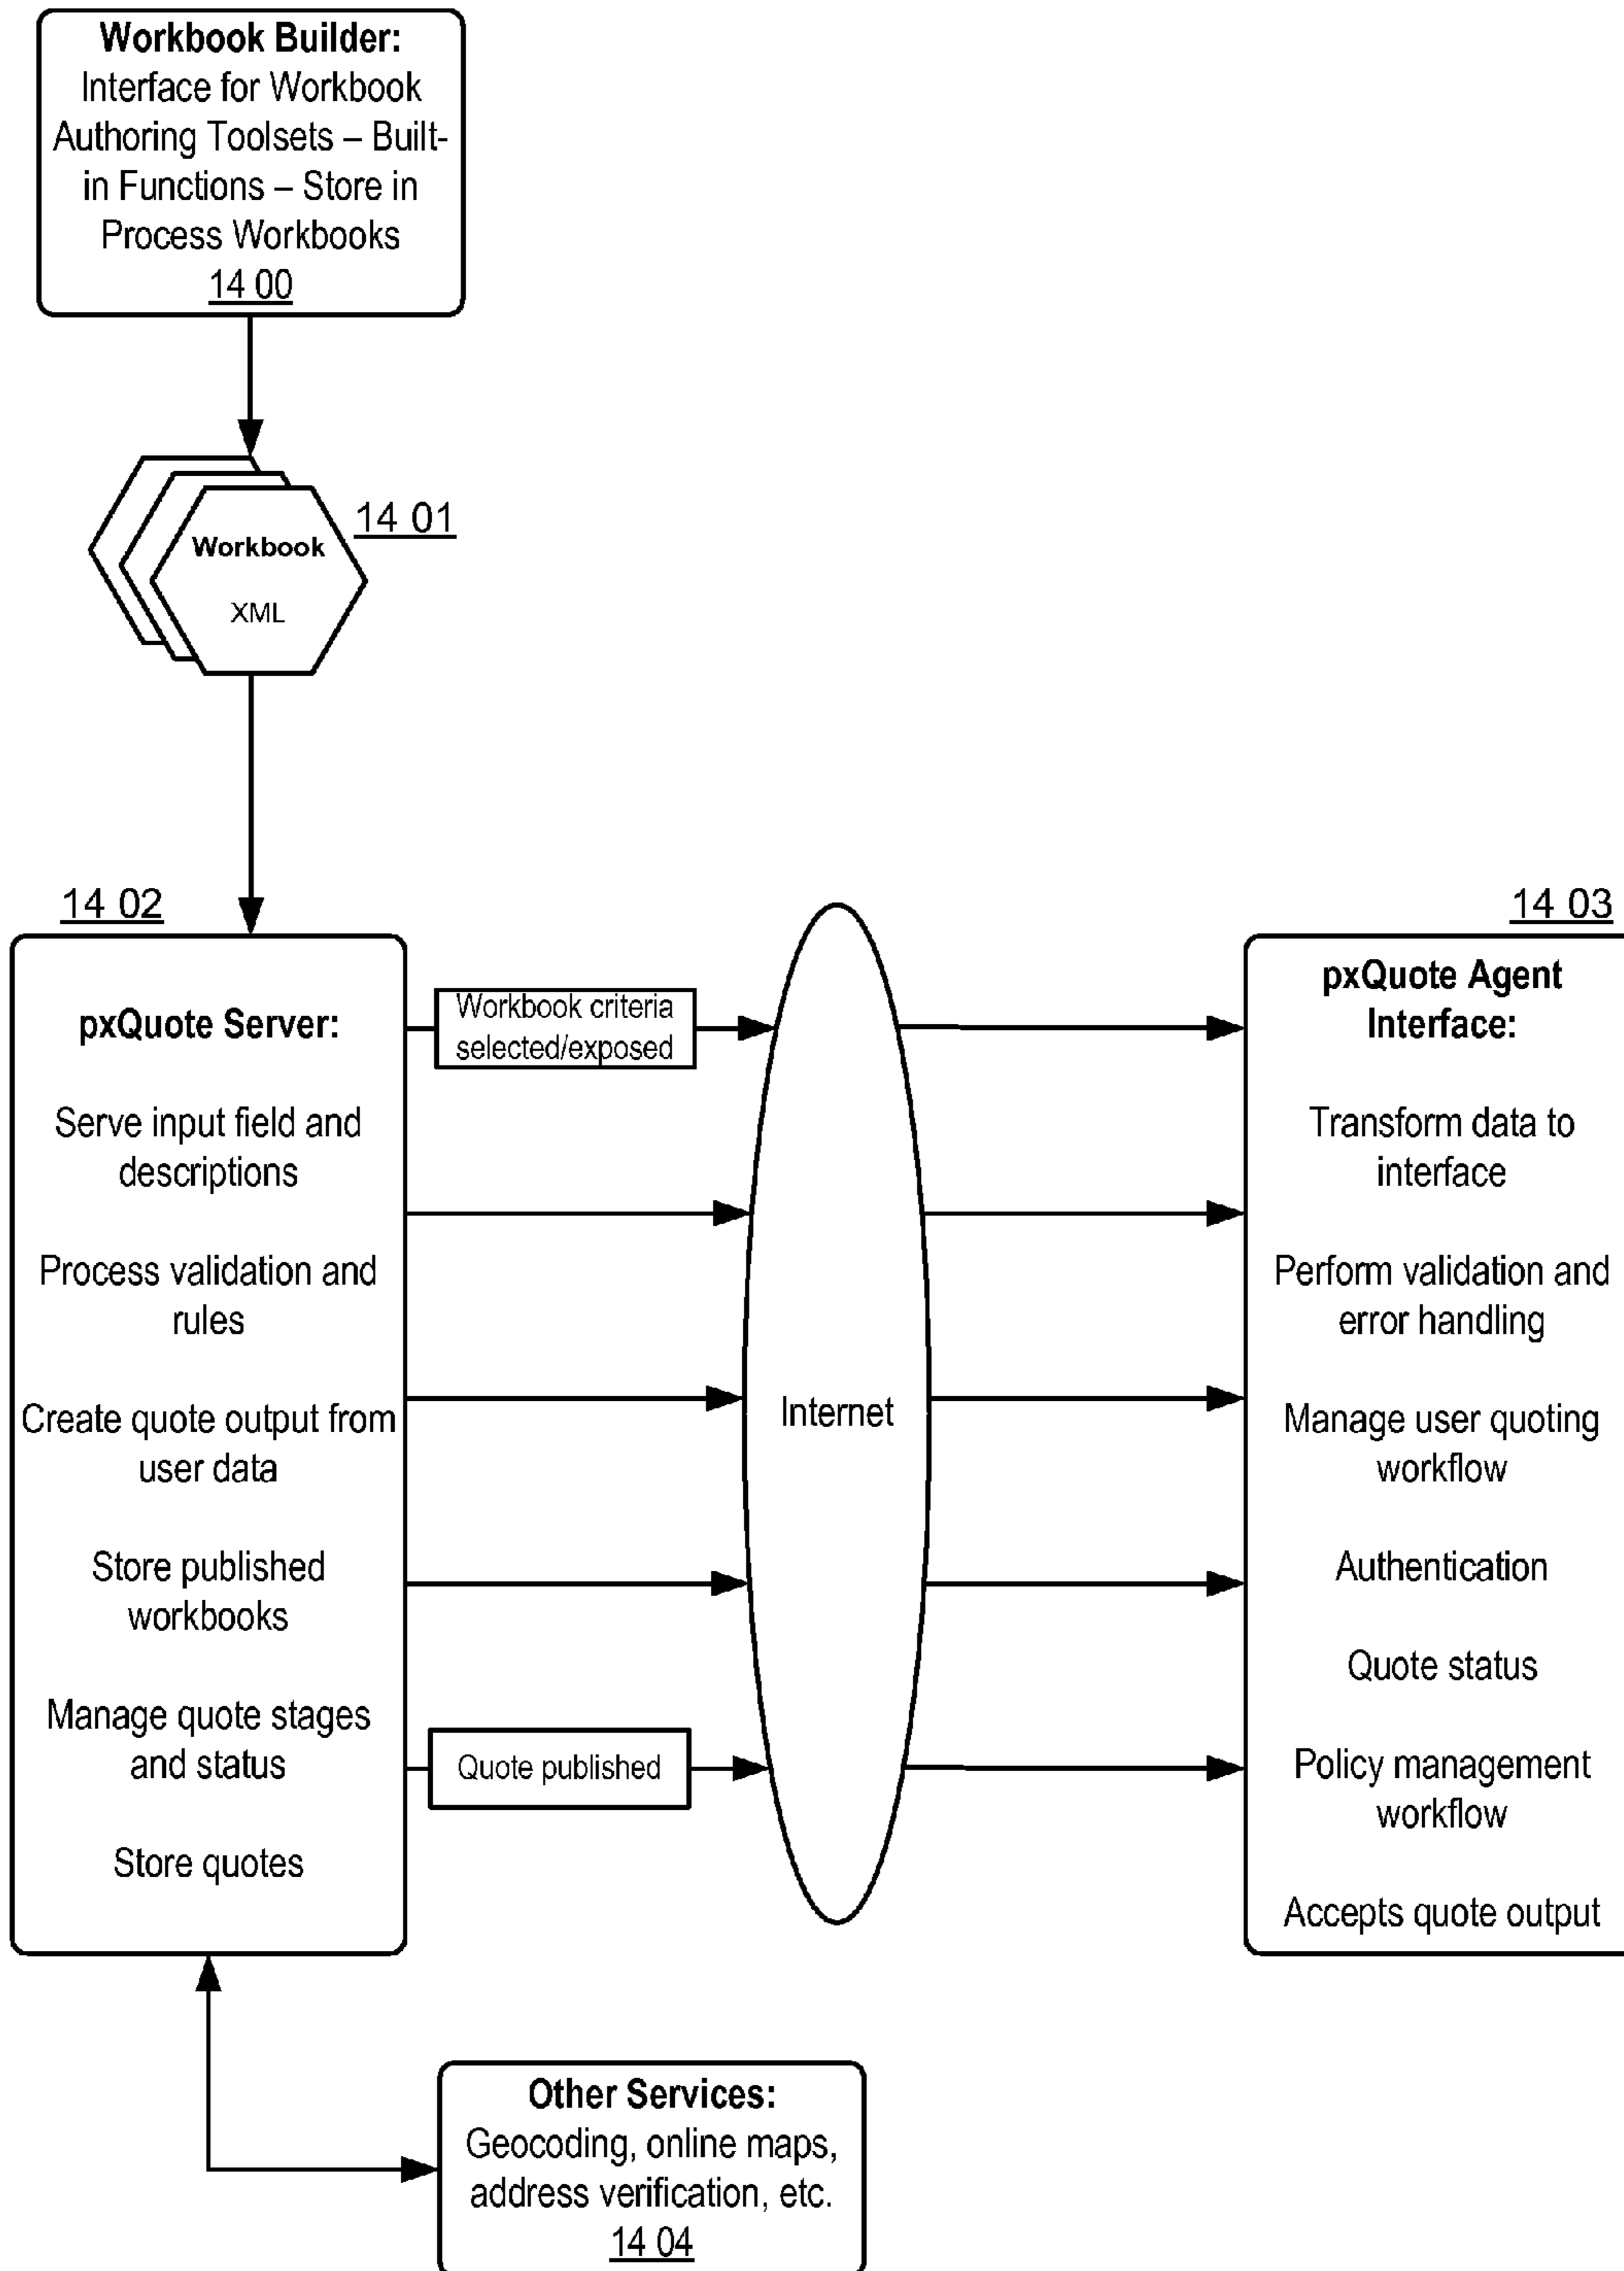 Workbook Builder:
Interface for Workbook
Authoring Toolsets – Built-
in Functions – Store in
Process Workbooks
14 00
14 01
Workbook
XML
14 02
pxQuote Server:
Serve input field and
descriptions
Process validation and
rules
Create quote output from
user data
Store published
workbooks
Manage quote stages
and status
Store quotes
Workbook criteria
selected/exposed
Quote published
Internet
14 03
pxQuote Agent
Interface:
Transform data to
interface
Perform validation and
error handling
Manage user quoting
workflow
Authentication
Quote status
Policy management
workflow
Accepts quote output
Other Services:
Geocoding, online maps,
address verification, etc.
14 04